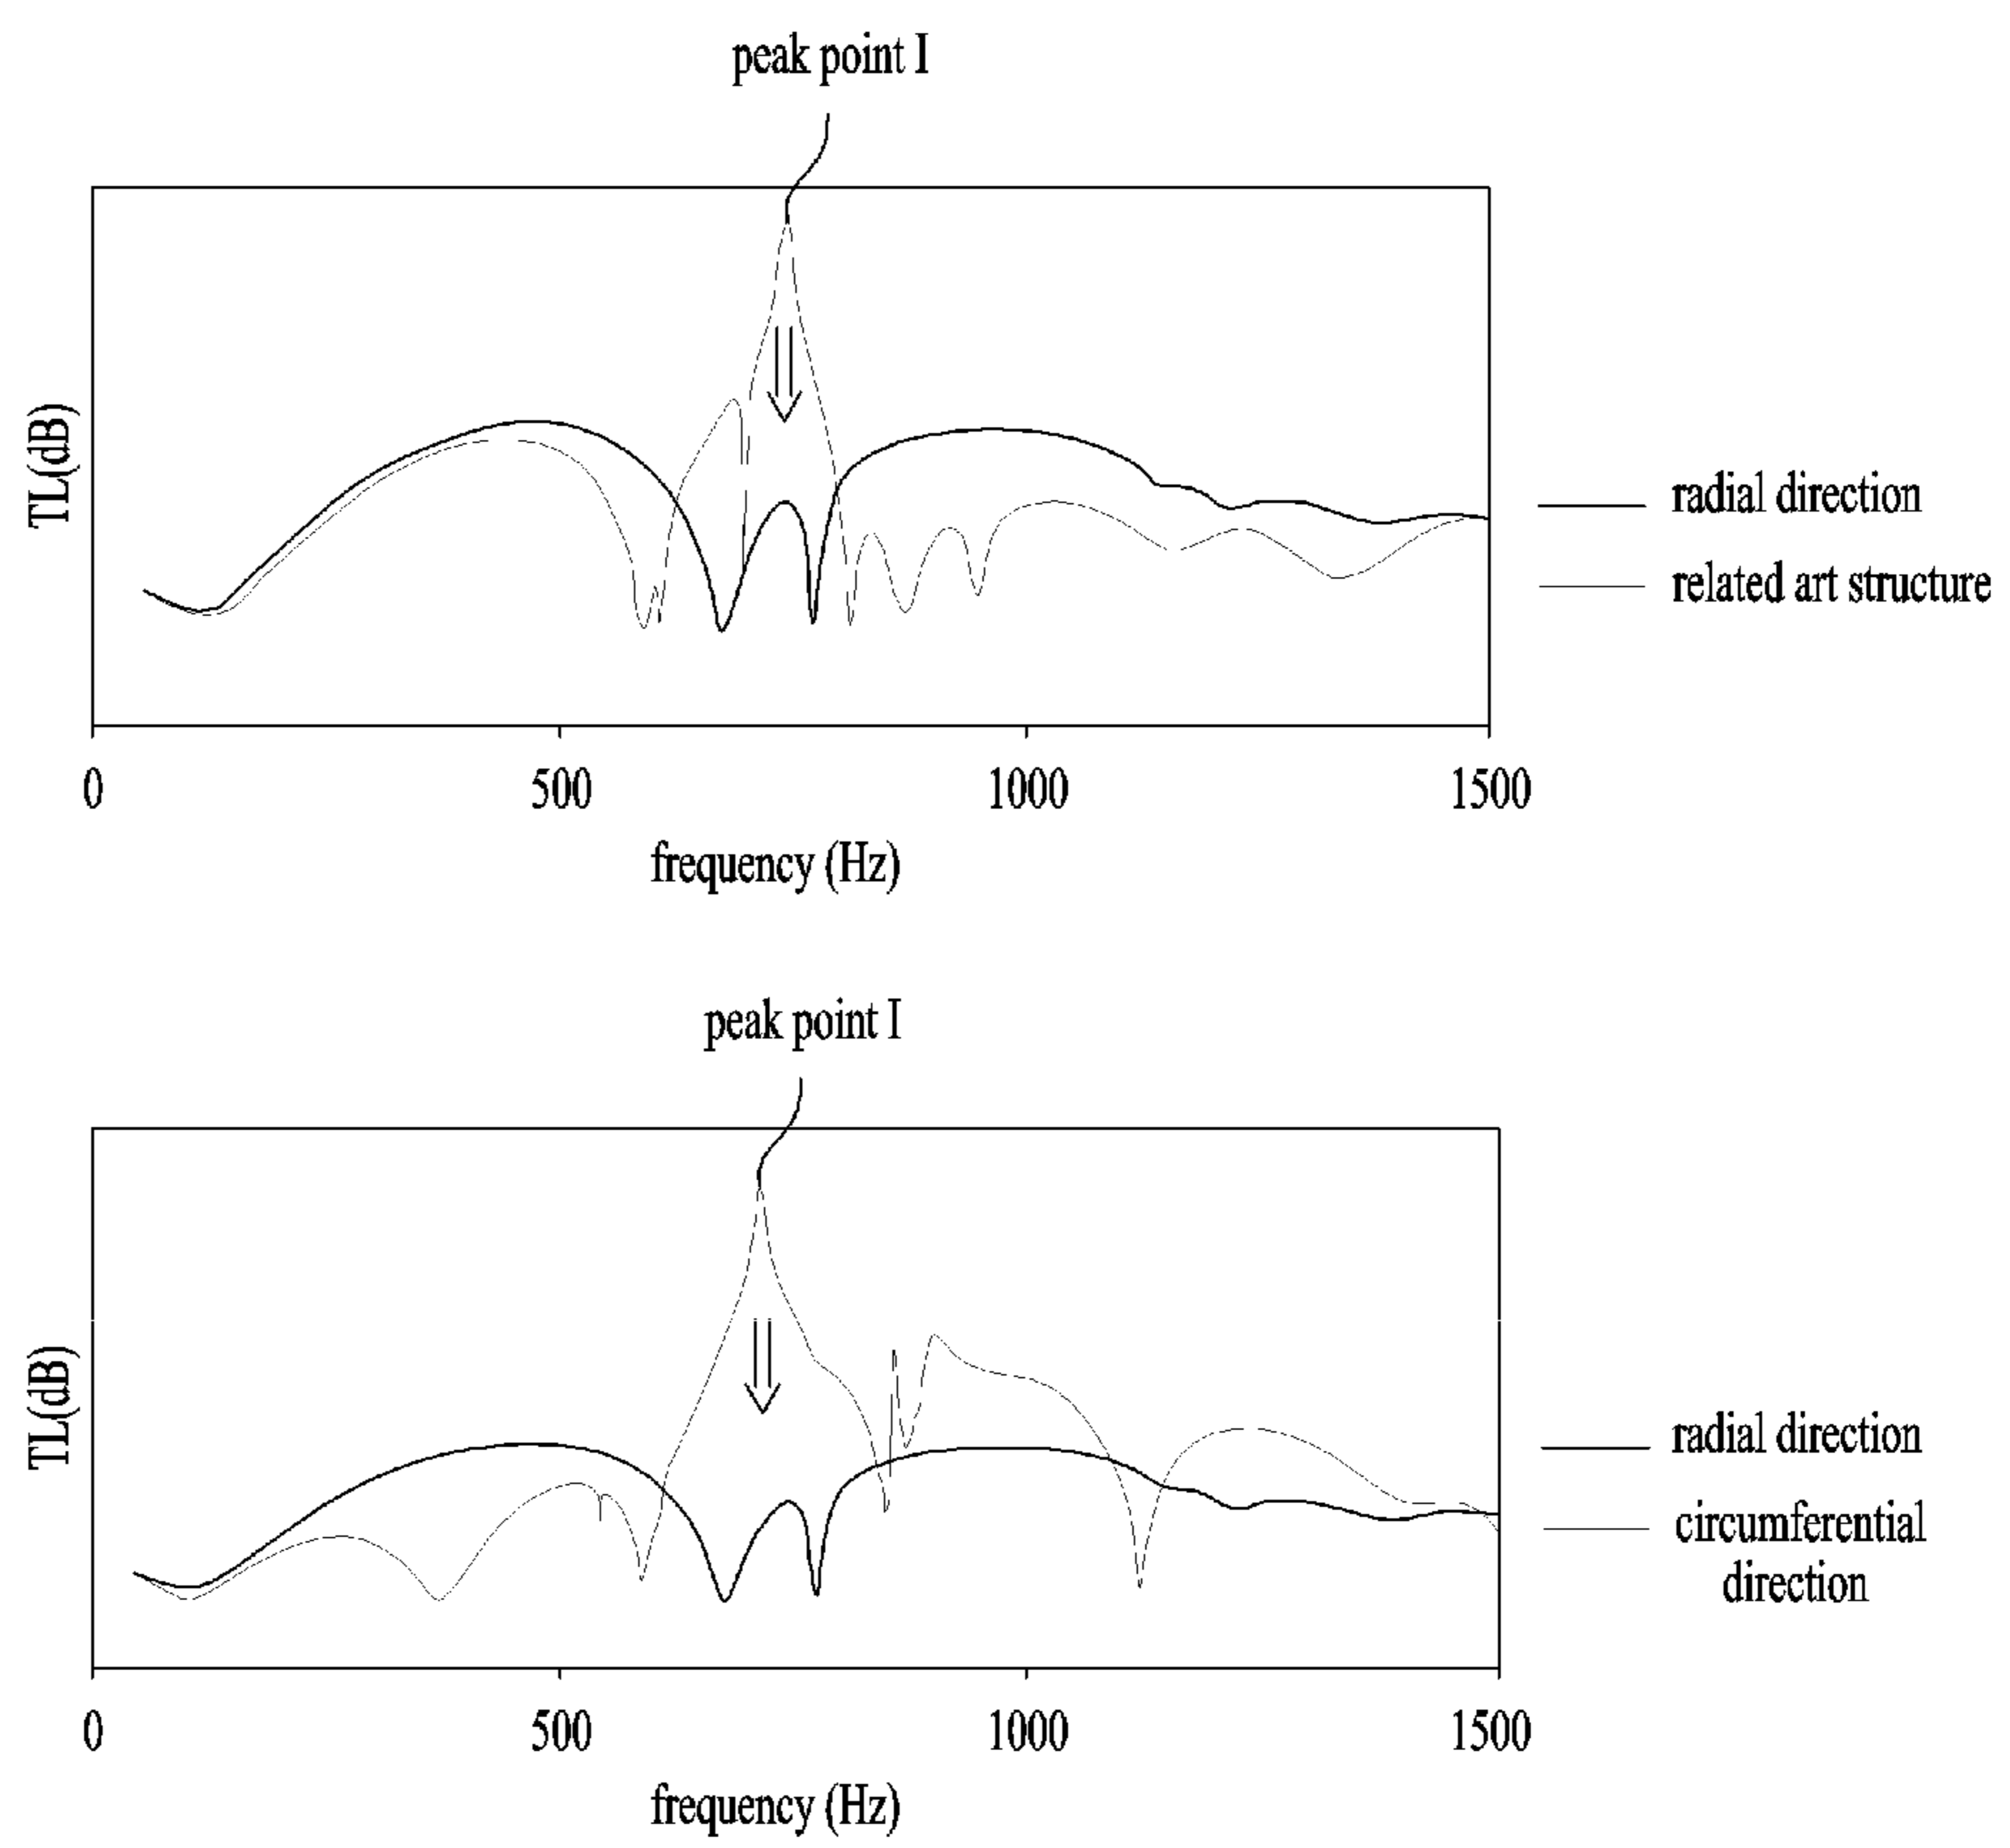 peak point I
TL(dB)
radial direction
related art structure
0 500 1000 1500
frequency (Hz)
peak point I
TL(dB)
radial direction
circumferential
direction
0 500 1000 1500
frequency (Hz)